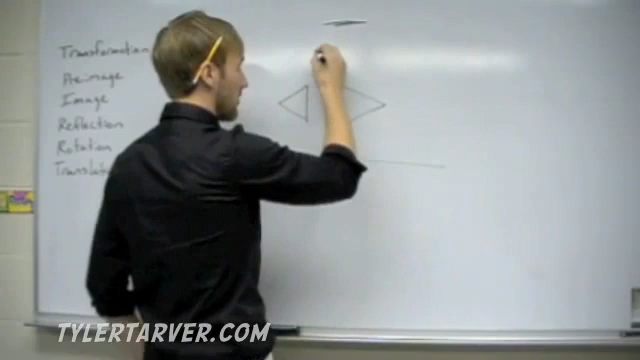 Transformation
Pre-image
Image
Reflection
Rotation
TYLERTARVER.COM